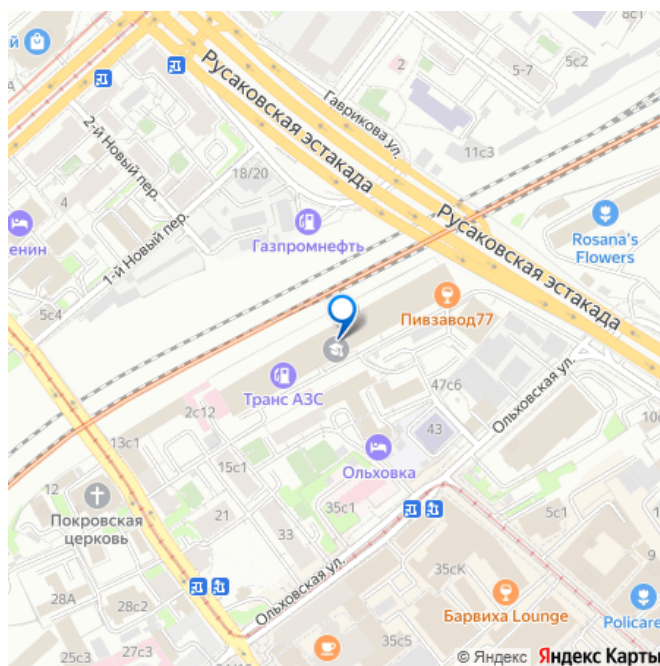 8с1
й
5с2
5-7
2
Русаковская эстакада
Гаврикова ул.
11с3
2-й Новый пер.
18/20
4
1-й Новый пер.
Газпромнефть
Русаковская эстакада
Rosana's
Flowers
енин
5с4
Пивзавод77
Транс АЗС
47с6
2с12
Ольховская ул.
13с1
43
10
15с1
Ольховка
12
Покровская
церковь
21
35с1
5с1
33
9
Ольховская ул.
35сК
28А
28с2
Барвиха Lounge
Policare
27с3
25с3
35с5
© Яндекс Яндекс Карты